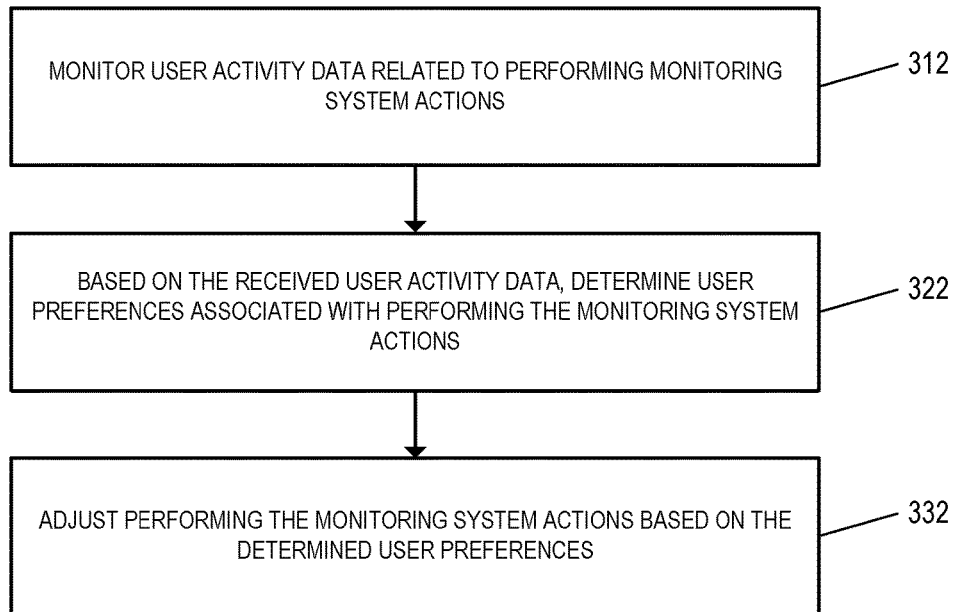 MONITOR USER ACTIVITY DATA RELATED TO PERFORMING MONITORING
SYSTEM ACTIONS
312
BASED ON THE RECEIVED USER ACTIVITY DATA, DETERMINE USER
PREFERENCES ASSOCIATED WITH PERFORMING THE MONITORING SYSTEM
ACTIONS
322
ADJUST PERFORMING THE MONITORING SYSTEM ACTIONS BASED ON THE
DETERMINED USER PREFERENCES
332